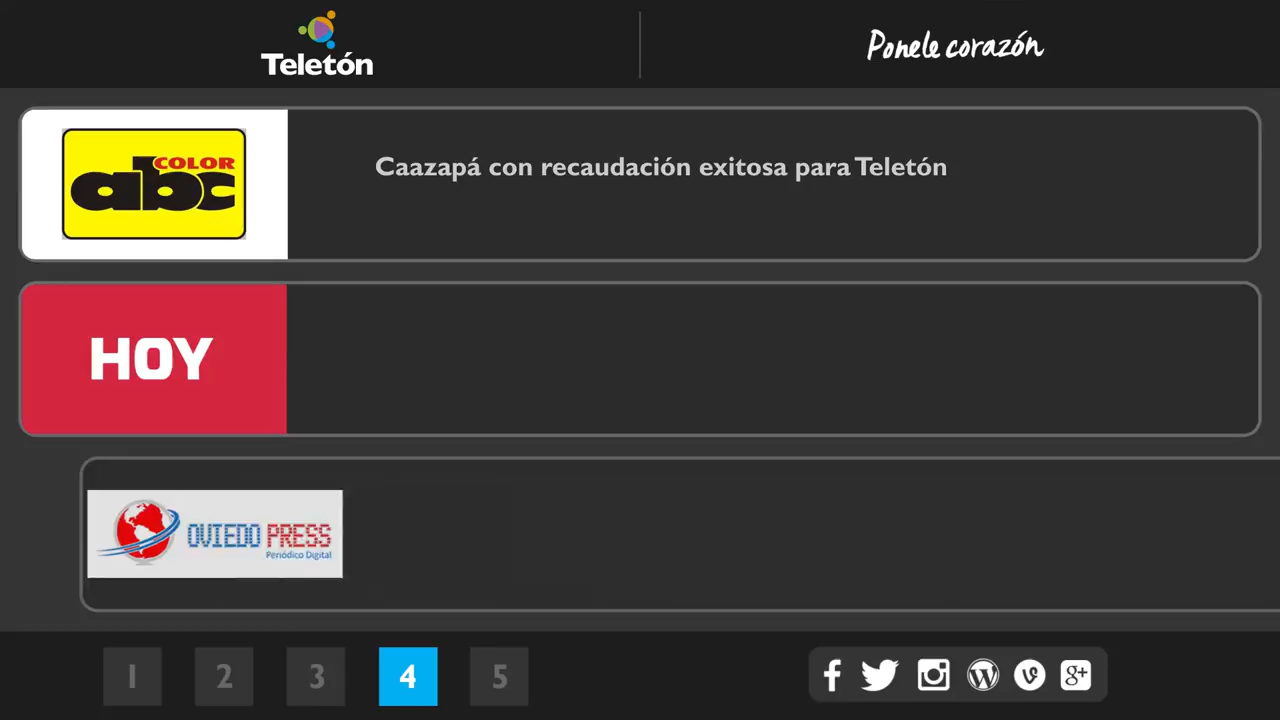 Teletón
Ponele corazón
abc COLOR
Caazapá con recaudación exitosa para Teletón
HOY
OVIEDO PRESS
Periódico Digital
1 2 3 4 5